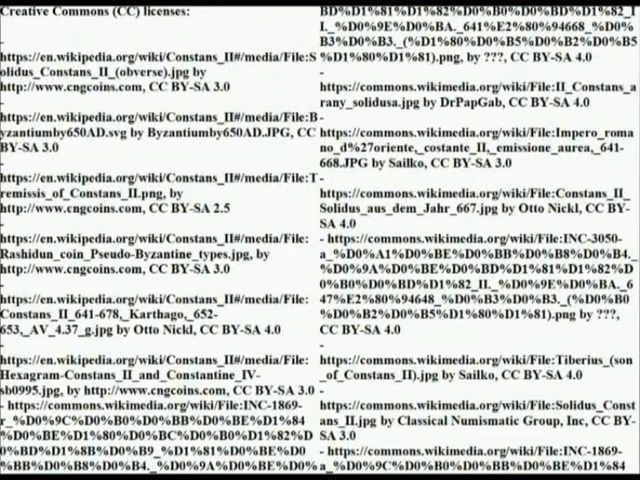 Creative Commons (CC) licenses:
-
https://en.wikipedia.org/wiki/Constans_II#/media/File:S
olidus_Constans_II_(obverse).jpg by
http://www.cngcoins.com, CC BY-SA 3.0
-
https://en.wikipedia.org/wiki/Constans_II#/media/File:B
yzantiumby650AD.svg by Byzantiumby650AD.JPG, CC
BY-SA 3.0
-
https://en.wikipedia.org/wiki/Constans_II#/media/File:T
remissis_of_Constans_II.png, by
http://www.cngcoins.com, CC BY-SA 2.5
-
https://en.wikipedia.org/wiki/Constans_II#/media/File:
Rashidun_coin_Pseudo-Byzantine_types.jpg, by
http://www.cngcoins.com, CC BY-SA 3.0
-
https://en.wikipedia.org/wiki/Constans_II#/media/File:
Constans_II_641-678,_Karthago,_652-
653,_AV_4.37_g.jpg by Otto Nickl, CC BY-SA 4.0
-
https://en.wikipedia.org/wiki/Constans_II#/media/File:
Hexagram-Constans_II_and_Constantine_IV-
sb0995.jpg, by http://www.cngcoins.com, CC BY-SA 3.0
- https://commons.wikimedia.org/wiki/File:INC-1869-
r_%D0%9C%D0%B0%D0%BB%D0%BE%D1%84
%D0%BE%D1%80%D0%BC%D0%B0%D1%82%D
0%BD%D1%8B%D0%B9_%D1%81%D0%BE%D0
%BB%D0%B8%D0%B4._%D0%9A%D0%BE%D0%
BD%D1%81%D1%82%D0%B0%D0%BD%D1%82_II
I._%D0%9E%D0%BA._641%E2%80%94668_%D0%
B3%D0%B3._(%D1%80%D0%B5%D0%B2%D0%B5
%D1%80%D1%81).png, by ???, CC BY-SA 4.0
-
https://commons.wikimedia.org/wiki/File:II_Constans_a
rany_solidusa.jpg by DrPapGab, CC BY-SA 4.0
-
https://commons.wikimedia.org/wiki/File:Impero_roma
no_d%27oriente,_costante_II,_emissione_aurea,_641-
668.JPG by Sailko, CC BY-SA 3.0
-
https://commons.wikimedia.org/wiki/File:Constans_II_
Solidus_aus_dem_Jahr_667.jpg by Otto Nickl, CC BY-
SA 4.0
- https://commons.wikimedia.org/wiki/File:INC-3050-
a_%D0%A1%D0%BE%D0%BB%D0%B8%D0%B4._
%D0%9A%D0%BE%D0%BD%D1%81%D1%82%D
0%B0%D0%BD%D1%82_II._%D0%9E%D0%BA._6
47%E2%80%94648_%D0%B3%D0%B3._(%D0%B0
%D0%B2%D0%B5%D1%80%D1%81).png by ???,
CC BY-SA 4.0
-
https://commons.wikimedia.org/wiki/File:Tiberius_(son
_of_Constans_II).jpg by Sailko, CC BY-SA 4.0
-
https://commons.wikimedia.org/wiki/File:Solidus_Const
ans_II.jpg by Classical Numismatic Group, Inc, CC BY-
SA 3.0
- https://commons.wikimedia.org/wiki/File:INC-1869-
a_%D0%9C%D0%B0%D0%BB%D0%BE%D1%84